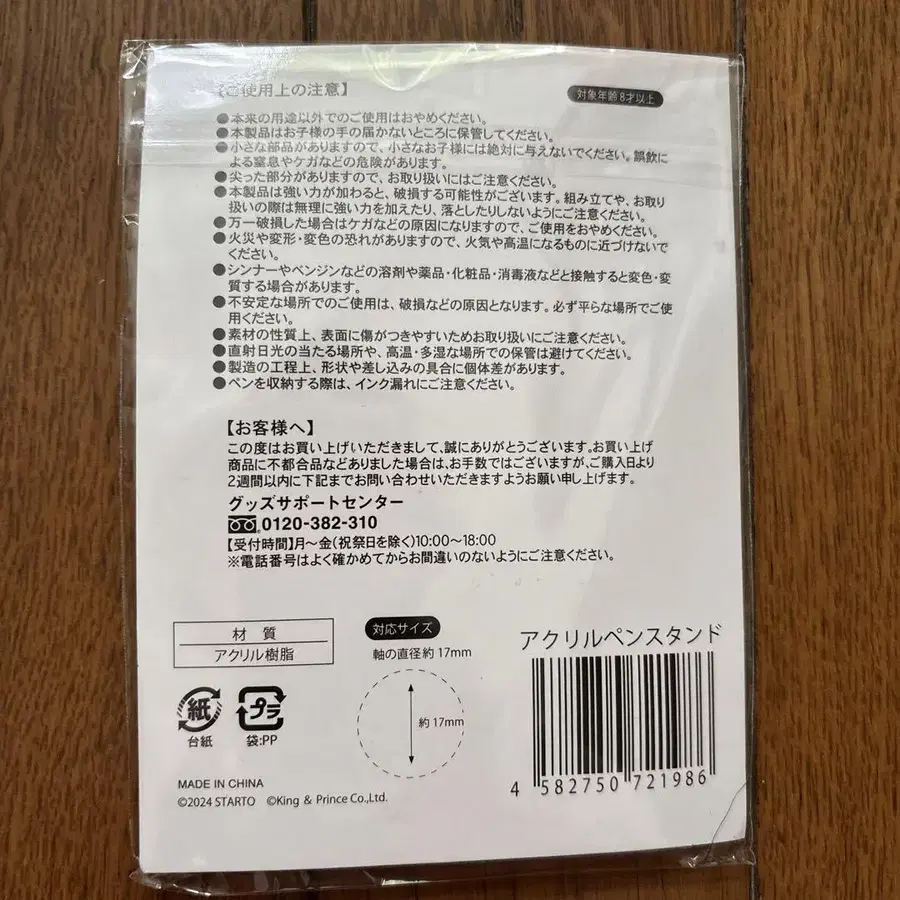 【ご使用上の注意】
対象年齢8才以上
●本来の用途以外でのご使用はおやめください。
●本製品はお子様の手の届かないところに保管してください。
●小さな部品がありますので、小さなお子様には絶対に与えないでください。誤飲に
よる窒息やケガなどの危険があります。
●尖った部分がありますので、お取り扱いにはご注意ください。
●本製品は強い力が加わると、破損する可能性がございます。組み立てや、お取り
扱いの際は無理に強い力を加えたり、落としたりしないようにご注意ください。
●万一破損した場合はケガなどの原因になりますので、ご使用をおやめください。
●火災や変形・変色の恐れがありますので、火気や高温になるものに近づけないで
ください。
●シンナーやベンジンなどの溶剤や薬品・化粧品・消毒液などと接触すると変色・変
質する場合があります。
●不安定な場所でのご使用は、破損などの原因となります。必ず平らな場所でご使
用ください。
●素材の性質上、表面に傷がつきやすいためお取り扱いにご注意ください。
●直射日光の当たる場所や、高温・多湿な場所での保管は避けてください。
●製造の工程上、形状や差し込みの具合に個体差があります。
●ペンを収納する際は、インク漏れにご注意ください。
【お客様へ】
この度はお買い上げいただきまして、誠にありがとうございます。お買い上げ
商品に不都合品などありました場合は、お手数ではございますが、ご購入日より
2週間以内に下記までお問い合わせいただきますようお願い申し上げます。
グッズサポートセンター
0120-382-310
【受付時間】月〜金(祝祭日を除く)10:00〜18:00
※電話番号はよく確かめてからお間違いのないようにご注意ください。
材 質
アクリル樹脂
対応サイズ
軸の直径約17mm
約17mm
アクリルペンスタンド
4 582750 721986
紙
台紙
プラ
袋:PP
MADE IN CHINA
©2024 STARTO ©King & Prince Co.,Ltd.